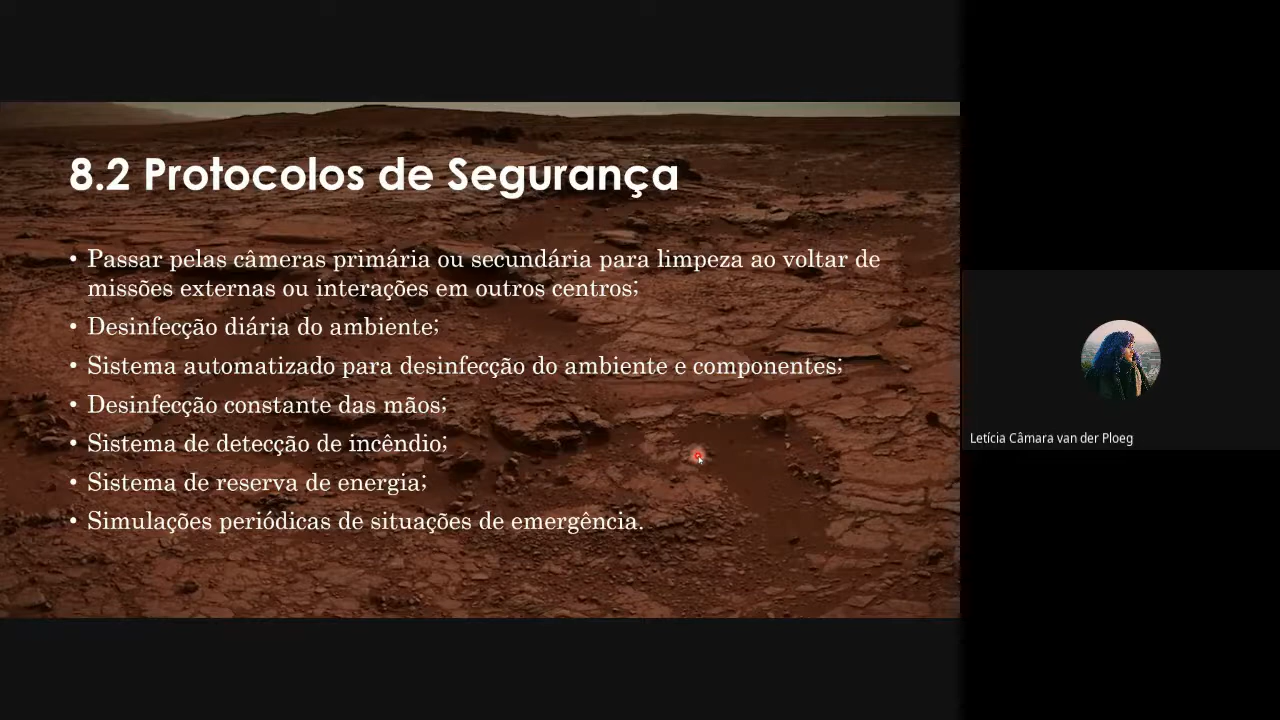 8.2 Protocolos de Segurança
• Passar pelas câmeras primária ou secundária para limpeza ao voltar de
missões externas ou interações em outros centros;
• Desinfecção diária do ambiente;
• Sistema automatizado para desinfecção do ambiente e componentes;
• Desinfecção constante das mãos;
• Sistema de detecção de incêndio;
• Sistema de reserva de energia;
• Simulações periódicas de situações de emergência.
Letícia Câmara van der Ploeg